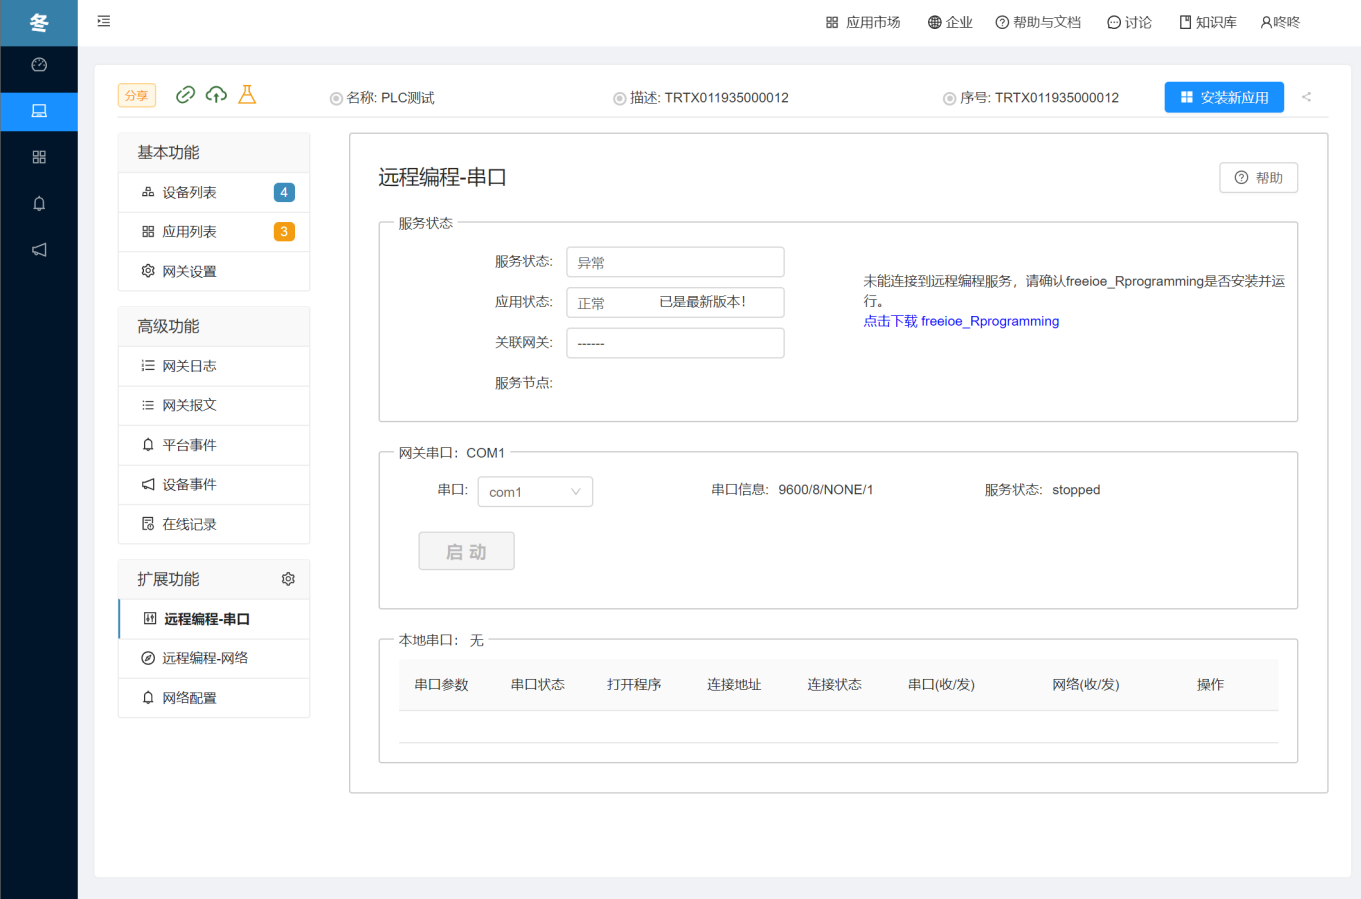 冬
应用市场
企业
帮助与文档
讨论
知识库
咚咚
分享
名称: PLC测试
描述: TRTX011935000012
序号: TRTX011935000012
安装新应用
基本功能
设备列表 4
应用列表 3
网关设置
高级功能
网关日志
网关报文
平台事件
设备事件
在线记录
扩展功能
远程编程-串口
远程编程-网络
网络配置
远程编程-串口
帮助
服务状态
服务状态: 异常
应用状态: 正常 已是最新版本!
关联网关: ------
服务节点:
未能连接到远程编程服务，请确认freeioe_Rprogramming是否安装并运
行。
点击下载 freeioe_Rprogramming
网关串口: COM1
串口: com1
串口信息: 9600/8/NONE/1
服务状态: stopped
启 动
本地串口: 无
串口参数 串口状态 打开程序 连接地址 连接状态 串口(收/发) 网络(收/发) 操作